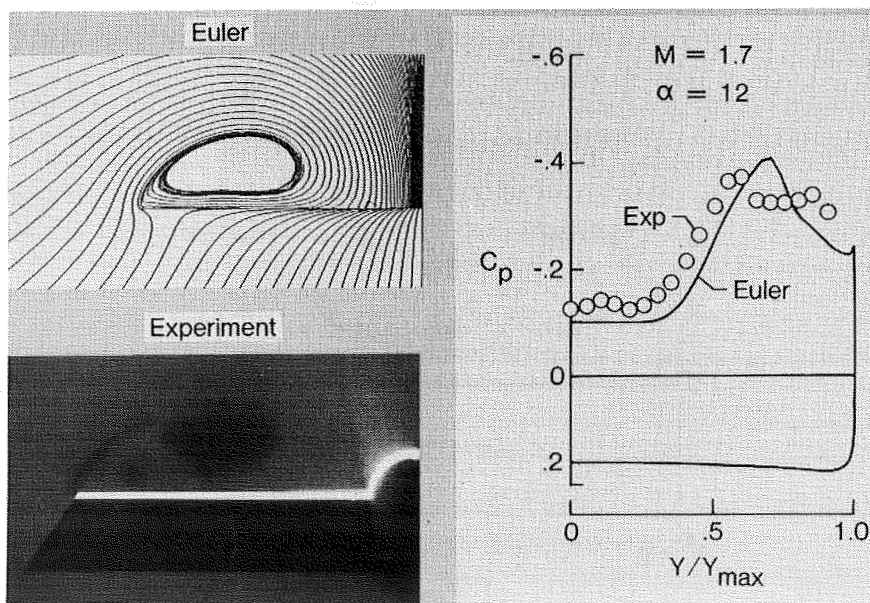 Euler
Experiment
M = 1.7
α = 12
-.6
-.4
-.2
0
.2
Cp
Exp
Euler
0
.5
1.0
Y/Ymax